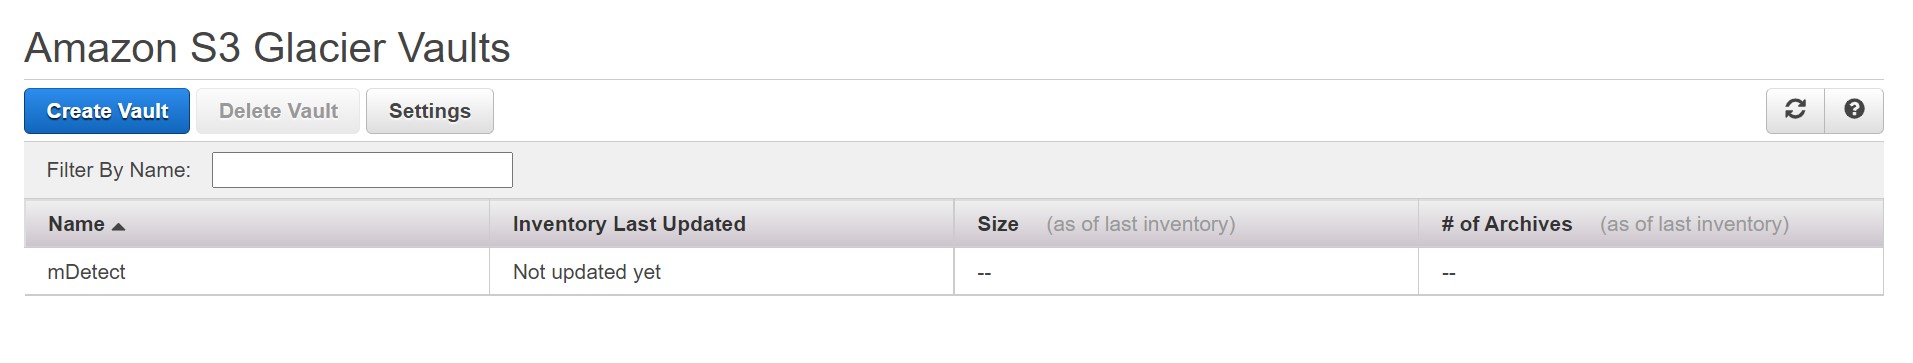 Amazon S3 Glacier Vaults
Create Vault Delete Vault Settings
Filter By Name:
Name Inventory Last Updated Size (as of last inventory) # of Archives (as of last inventory)
mDetect Not updated yet -- --